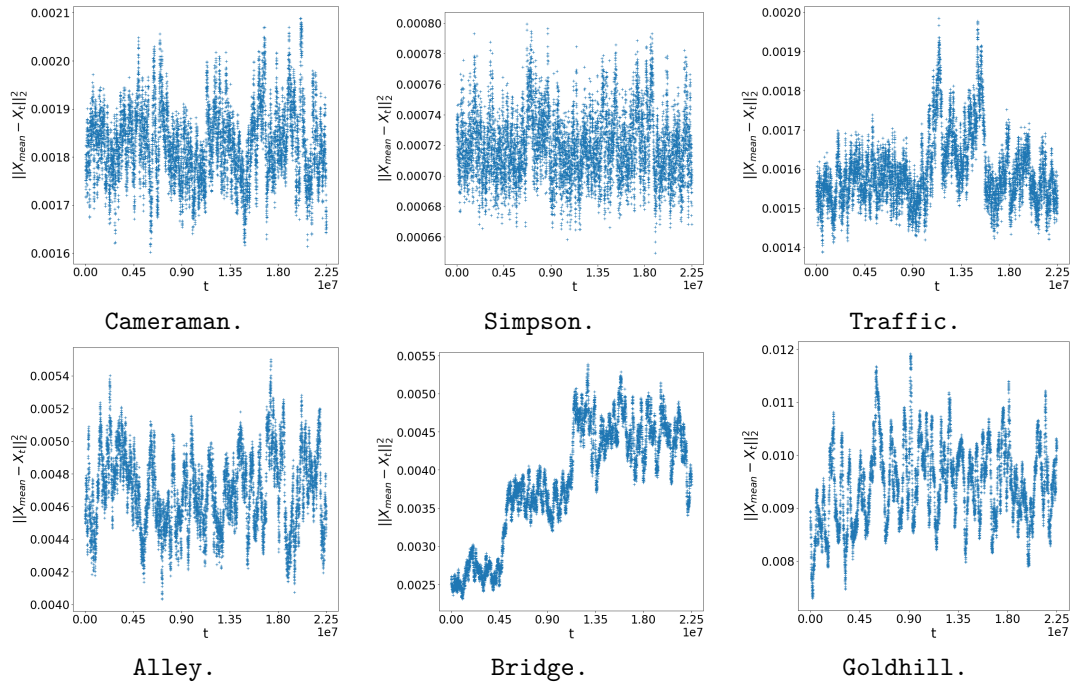 ||X_mean − X_t||₂²
0.0021
0.0020
0.0019
0.0018
0.0017
0.0016
0.00 0.45 0.90 1.35 1.80 2.25
t
1e7
Cameraman.
||X_mean − X_t||₂²
0.00080
0.00078
0.00076
0.00074
0.00072
0.00070
0.00068
0.00066
0.00 0.45 0.90 1.35 1.80 2.25
t
1e7
Simpson.
||X_mean − X_t||₂²
0.0020
0.0019
0.0018
0.0017
0.0016
0.0015
0.0014
0.00 0.45 0.90 1.35 1.80 2.25
t
1e7
Traffic.
||X_mean − X_t||₂²
0.0054
0.0052
0.0050
0.0048
0.0046
0.0044
0.0042
0.0040
0.00 0.45 0.90 1.35 1.80 2.25
t
1e7
Alley.
||X_mean − X_t||₂²
0.0055
0.0050
0.0045
0.0040
0.0035
0.0030
0.0025
0.00 0.45 0.90 1.35 1.80 2.25
t
1e7
Bridge.
||X_mean − X_t||₂²
0.012
0.011
0.010
0.009
0.008
0.00 0.45 0.90 1.35 1.80 2.25
t
1e7
Goldhill.